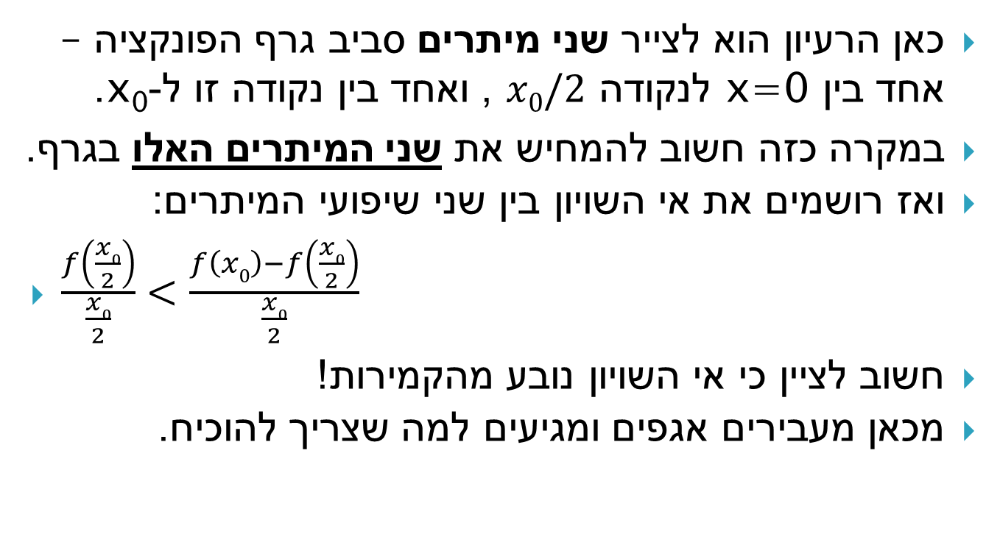 כאן הרעיון הוא לצייר שני מיתרים סביב גרף הפונקציה –
אחד בין x=0 לנקודה x₀/2 , ואחד בין נקודה זו ל-x₀.
במקרה כזה חשוב להמחיש את שני המיתרים האלו בגרף.
ואז רושמים את אי השויון בין שני שיפועי המיתרים:
\frac{f\left(\frac{x_0}{2}\right)}{\frac{x_0}{2}} < \frac{f(x_0)-f\left(\frac{x_0}{2}\right)}{\frac{x_0}{2}}
חשוב לציין כי אי השויון נובע מהקמירות!
מכאן מעבירים אגפים ומגיעים למה שצריך להוכיח.